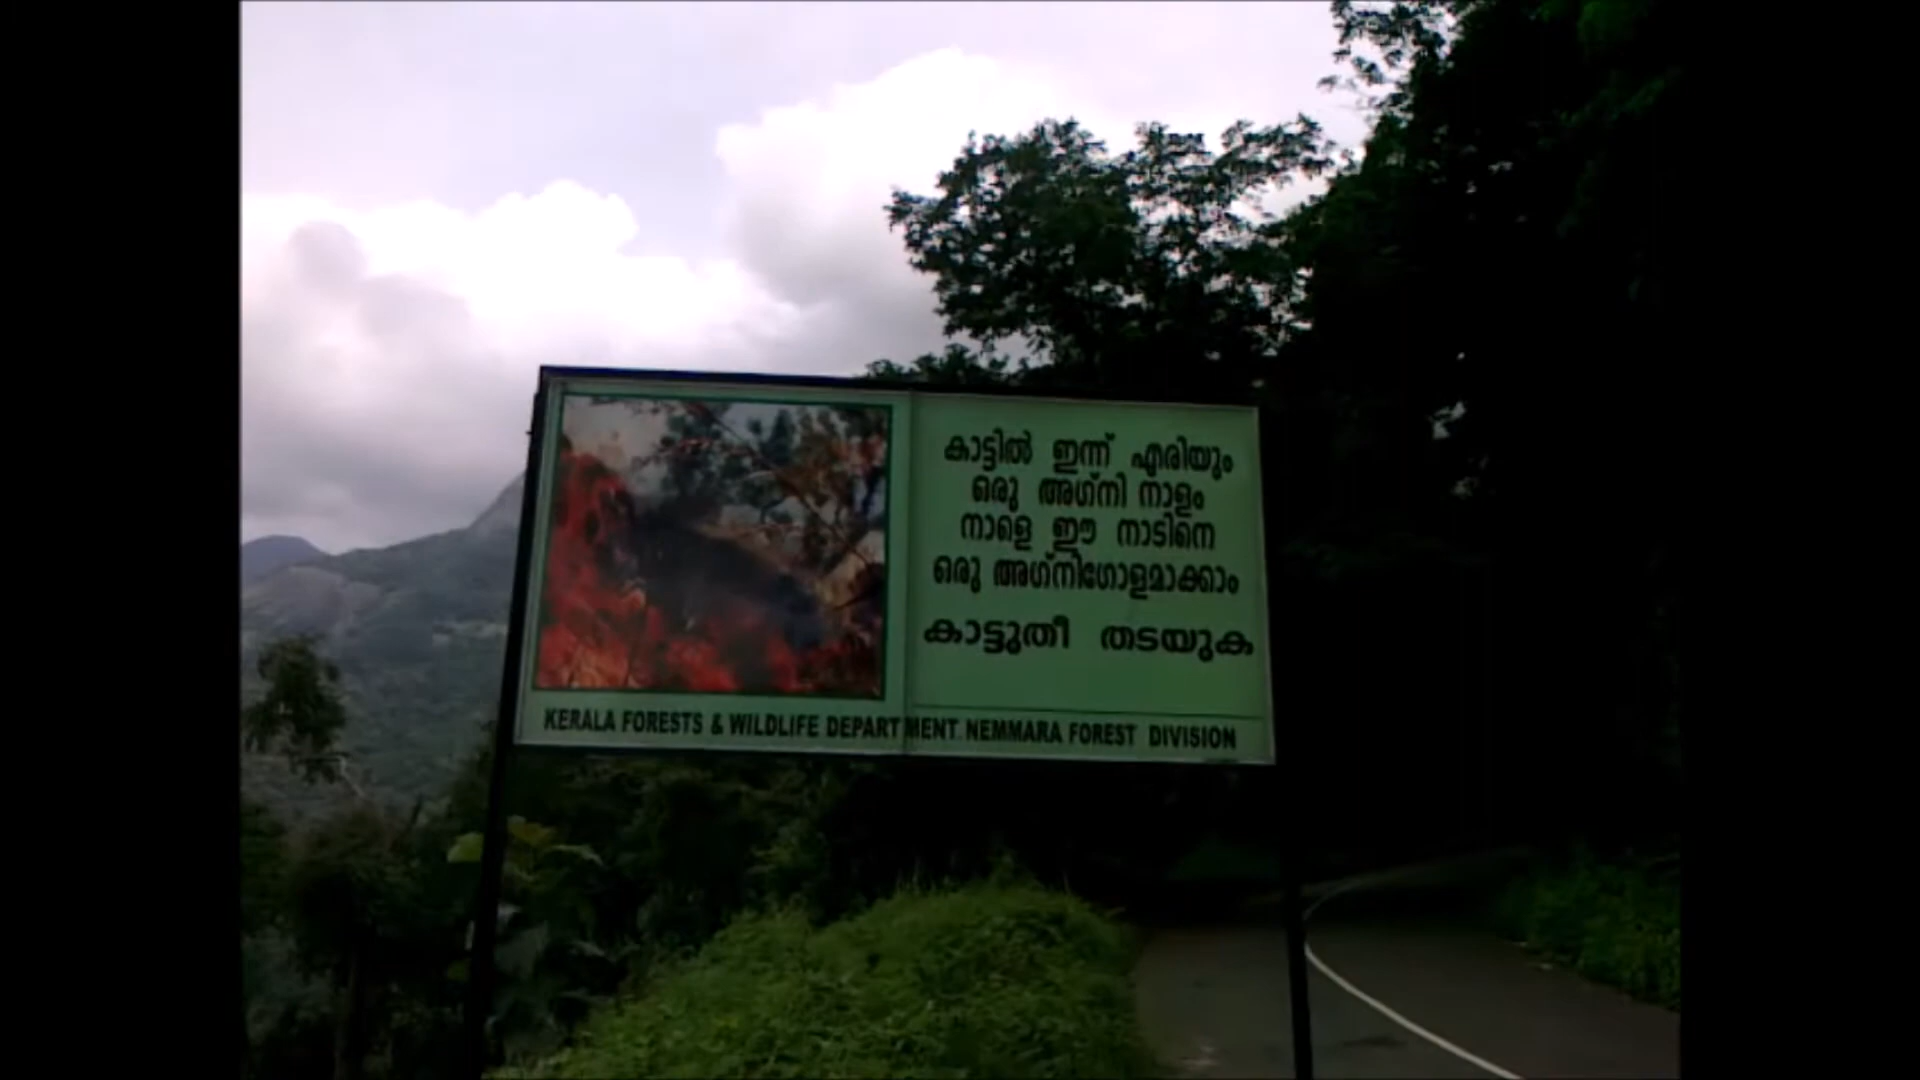 കാട്ടിൽ ഇന്ന് എരിയും
ഒരു അഗ്നി നാളം
നാളെ ഈ നാടിനെ
ഒരു അഗ്നിഗോളമാക്കാം
കാട്ടുതീ തടയുക
KERALA FORESTS & WILDLIFE DEPARTMENT NEMMARA FOREST DIVISION